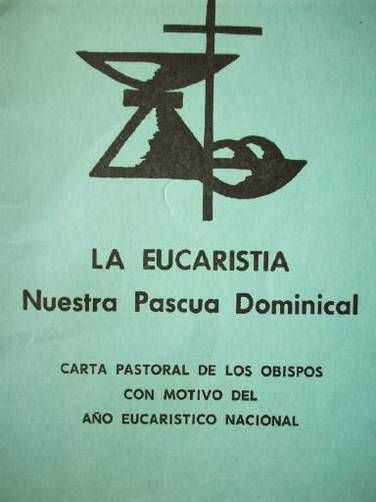 LA EUCARISTIA
Nuestra Pascua Dominical
CARTA PASTORAL DE LOS OBISPOS
CON MOTIVO DEL
AÑO EUCARISTICO NACIONAL